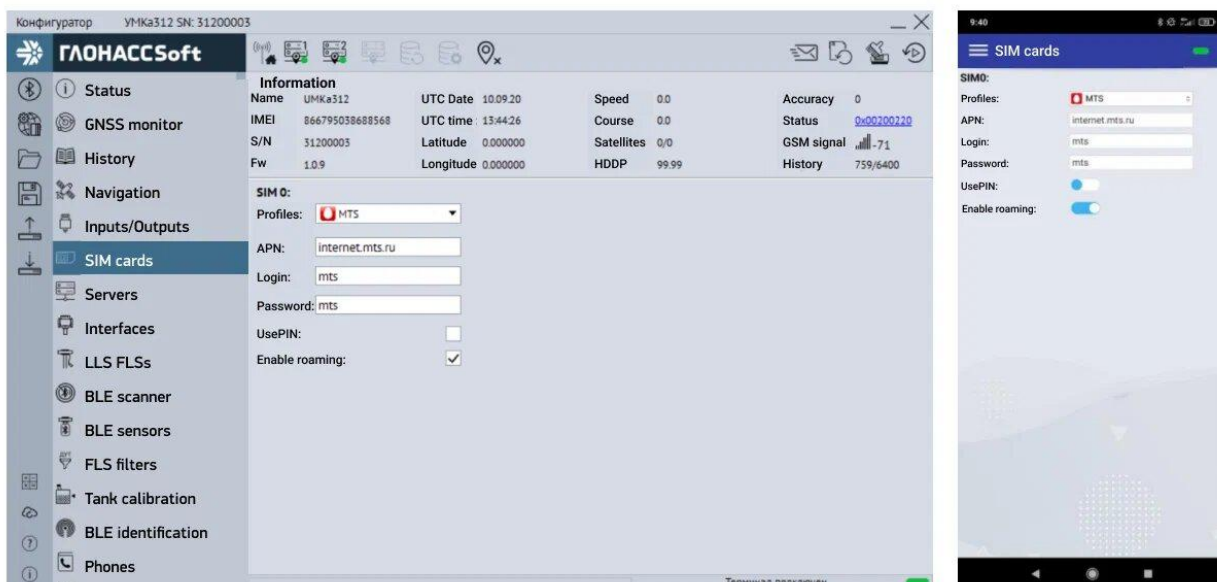 Конфигуратор УМКа312 SN: 31200003
ГЛОНАССSoft
1 2
Status
GNSS monitor
History
Navigation
Inputs/Outputs
SIM cards
Servers
Interfaces
LLS FLSs
BLE scanner
BLE sensors
FLS filters
Tank calibration
BLE identification
Phones
Information
Name УМКа312 UTC Date 10.09.20 Speed 0.0 Accuracy 0
IMEI 866795038688568 UTC time: 13:44:26 Course 0.0 Status 0x00200220
S/N 31200003 Latitude 0.000000 Satellites 0/0 GSM signal -71
Fw 1.0.9 Longitude 0.000000 HDDP 99.99 History 759/6400
SIM 0:
Profiles: MTS
APN: internet.mts.ru
Login: mts
Password: mts
UsePIN:
Enable roaming:
Терминал подключен
9:40
SIM cards
SIM0:
Profiles: MTS
APN: internet.mts.ru
Login: mts
Password: mts
UsePIN:
Enable roaming: